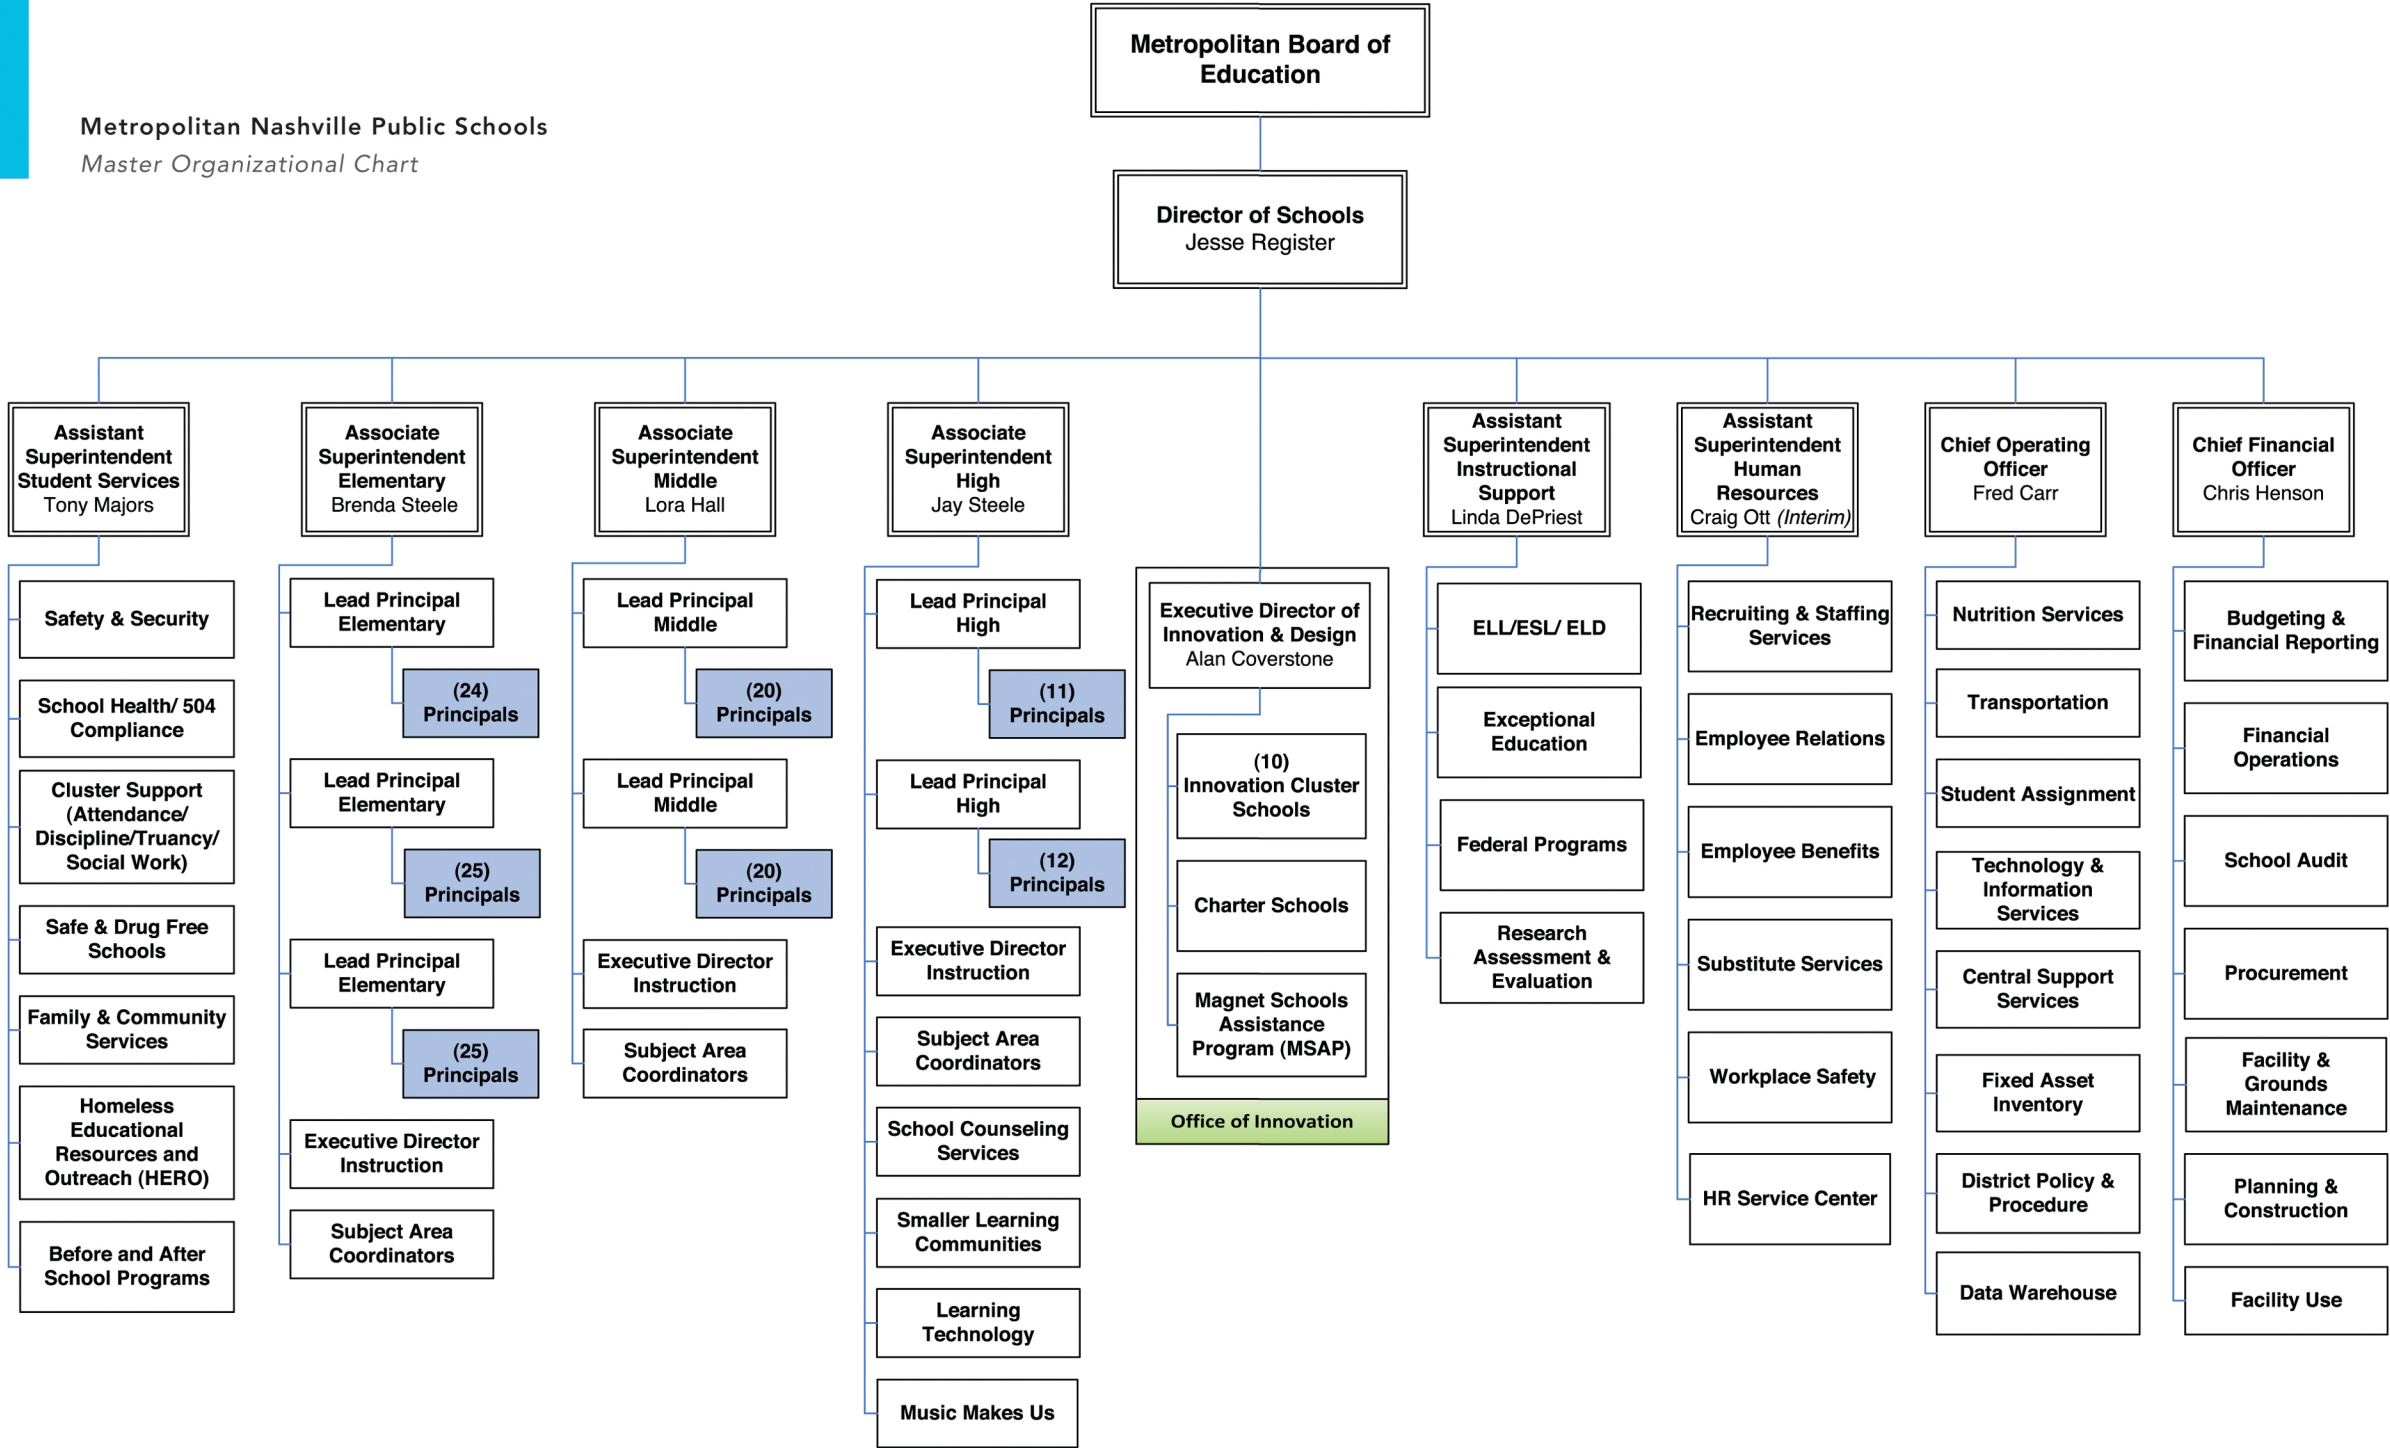 Metropolitan Board of
Education
Metropolitan Nashville Public Schools
Master Organizational Chart
Director of Schools
Jesse Register
Assistant
Superintendent
Student Services
Tony Majors
Safety & Security
School Health/ 504
Compliance
Cluster Support
(Attendance/
Discipline/Truancy/
Social Work)
Safe & Drug Free
Schools
Family & Community
Services
Homeless
Educational
Resources and
Outreach (HERO)
Before and After
School Programs
Associate
Superintendent
Elementary
Brenda Steele
Lead Principal
Elementary
(24)
Principals
Lead Principal
Elementary
(25)
Principals
Lead Principal
Elementary
(25)
Principals
Executive Director
Instruction
Subject Area
Coordinators
Associate
Superintendent
Middle
Lora Hall
Lead Principal
Middle
(20)
Principals
Lead Principal
Middle
(20)
Principals
Executive Director
Instruction
Subject Area
Coordinators
Associate
Superintendent
High
Jay Steele
Lead Principal
High
(11)
Principals
Lead Principal
High
(12)
Principals
Executive Director
Instruction
Subject Area
Coordinators
School Counseling
Services
Smaller Learning
Communities
Learning
Technology
Music Makes Us
Executive Director of
Innovation & Design
Alan Coverstone
(10)
Innovation Cluster
Schools
Charter Schools
Magnet Schools
Assistance
Program (MSAP)
Office of Innovation
Assistant
Superintendent
Instructional
Support
Linda DePriest
ELL/ESL/ ELD
Exceptional
Education
Federal Programs
Research
Assessment &
Evaluation
Assistant
Superintendent
Human
Resources
Craig Ott (Interim)
Recruiting & Staffing
Services
Employee Relations
Employee Benefits
Substitute Services
Workplace Safety
HR Service Center
Chief Operating
Officer
Fred Carr
Nutrition Services
Transportation
Student Assignment
Technology &
Information
Services
Central Support
Services
Fixed Asset
Inventory
District Policy &
Procedure
Data Warehouse
Chief Financial
Officer
Chris Henson
Budgeting &
Financial Reporting
Financial
Operations
School Audit
Procurement
Facility &
Grounds
Maintenance
Planning &
Construction
Facility Use